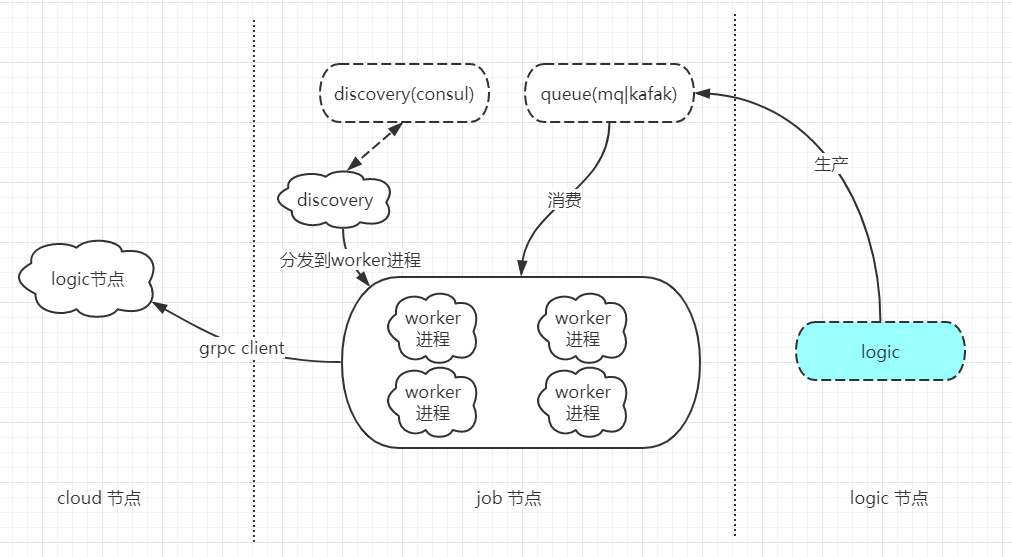 discovery(consul)
queue(mq|kafak)
生产
discovery
消费
分发到worker进程
logic节点
grpc client
worker
进程
worker
进程
worker
进程
worker
进程
logic
cloud 节点
job 节点
logic 节点